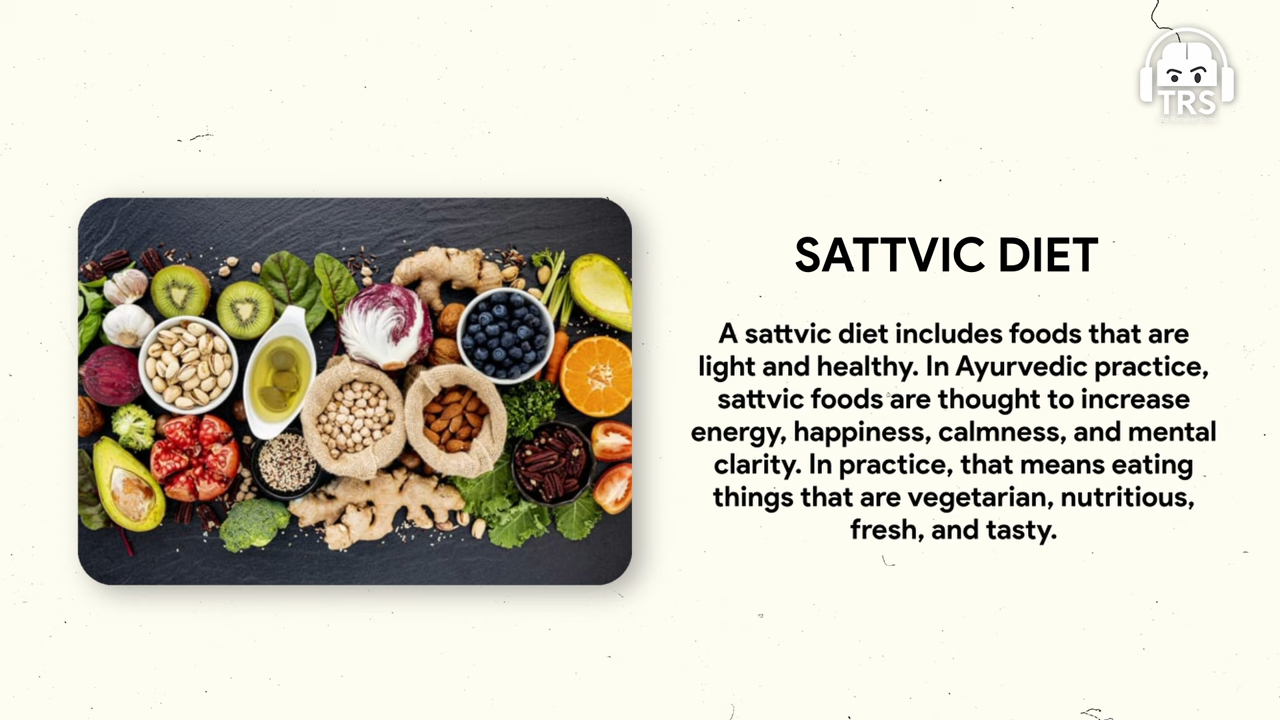 TRS
SATTVIC DIET
A sattvic diet includes foods that are
light and healthy. In Ayurvedic practice,
sattvic foods are thought to increase
energy, happiness, calmness, and mental
clarity. In practice, that means eating
things that are vegetarian, nutritious,
fresh, and tasty.